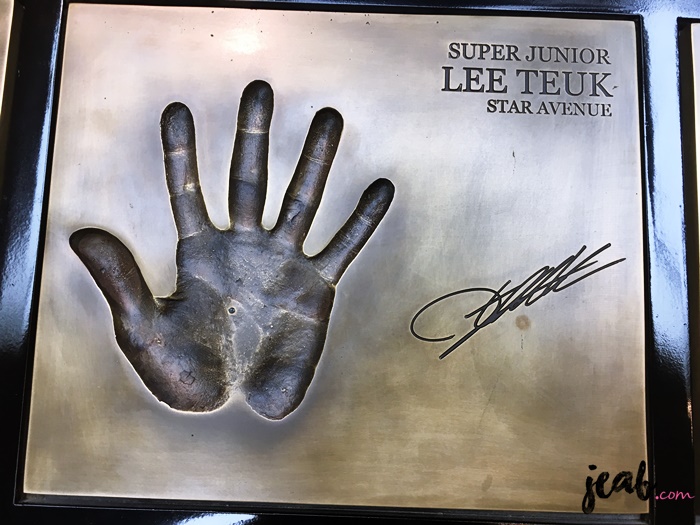 SUPER JUNIOR
LEE TEUK
STAR AVENUE
jeab.com